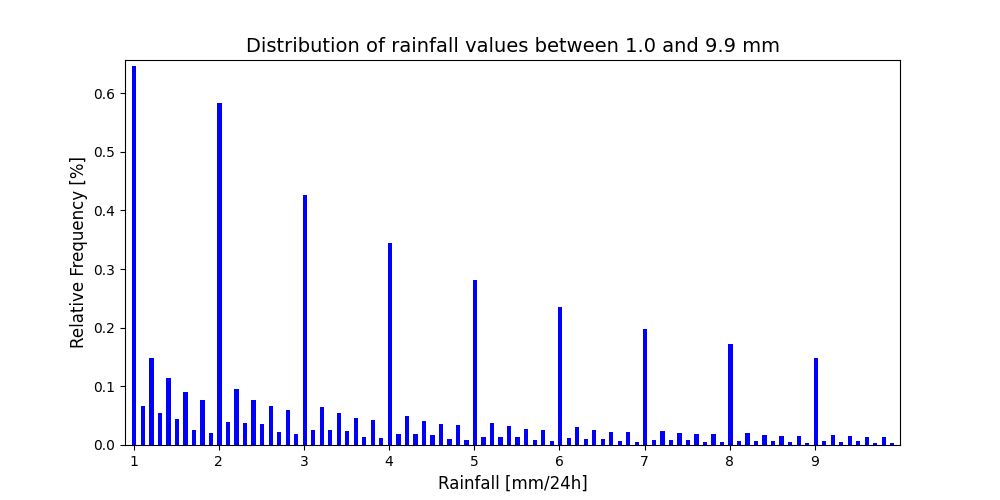 Distribution of rainfall values between 1.0 and 9.9 mm
Relative Frequency [%]
0.6
0.5
0.4
0.3
0.2
0.1
0.0
1 2 3 4 5 6 7 8 9
Rainfall [mm/24h]